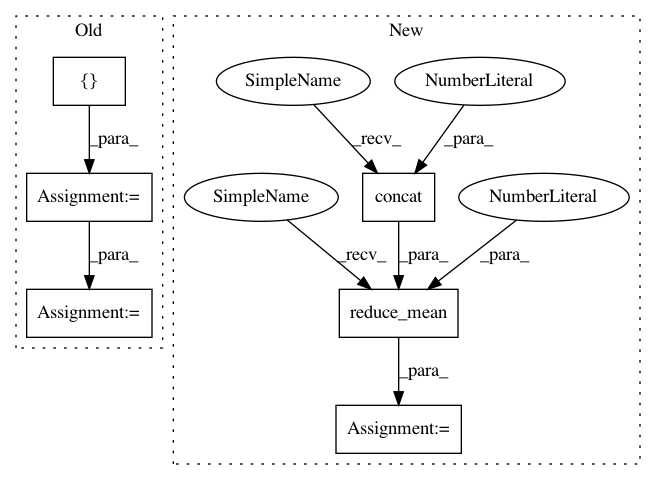 Old
New
{}
SimpleName
NumberLiteral
_para_
_recv_
_para_
Assignment:=
SimpleName
concat
NumberLiteral
_para_
_recv_
_para_
_para_
Assignment:=
reduce_mean
_para_
Assignment:=